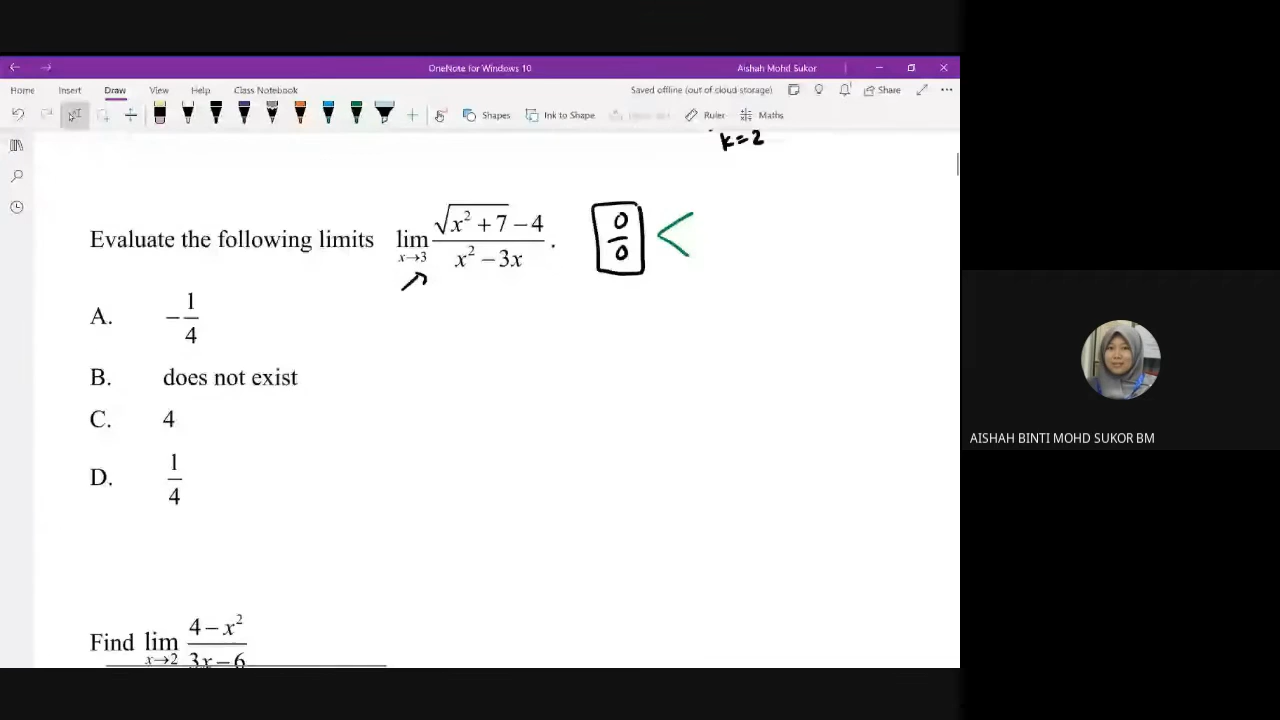 OneNote for Windows 10
Aishah Mohd Sukor
Home Insert Draw View Help Class Notebook
Saved offline (out of cloud storage)
Share
Shapes Ink to Shape
Ruler Maths
k=2
Evaluate the following limits lim x→3 (√(x² + 7) − 4)/(x² − 3x) . 0/0 <
A. −1/4
B. does not exist
C. 4
D. 1/4
AISHAH BINTI MOHD SUKOR BM
Find lim x→2 (4 − x²)/(3x − 6)